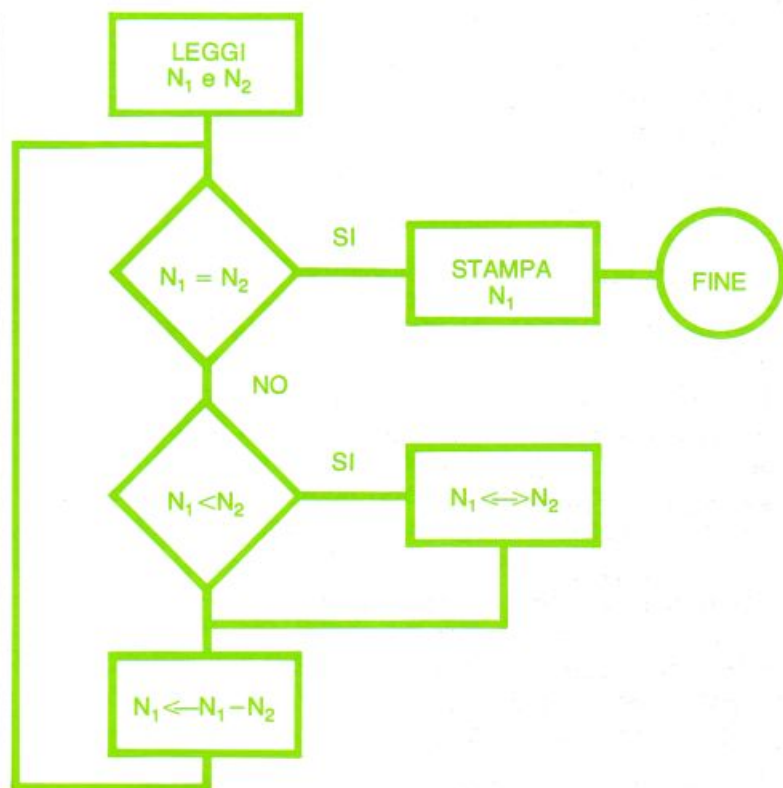 LEGGI
N₁ e N₂
N₁ = N₂
SI
STAMPA
N₁
FINE
NO
N₁<N₂
SI
N₁<—>N₂
N₁<—N₁–N₂